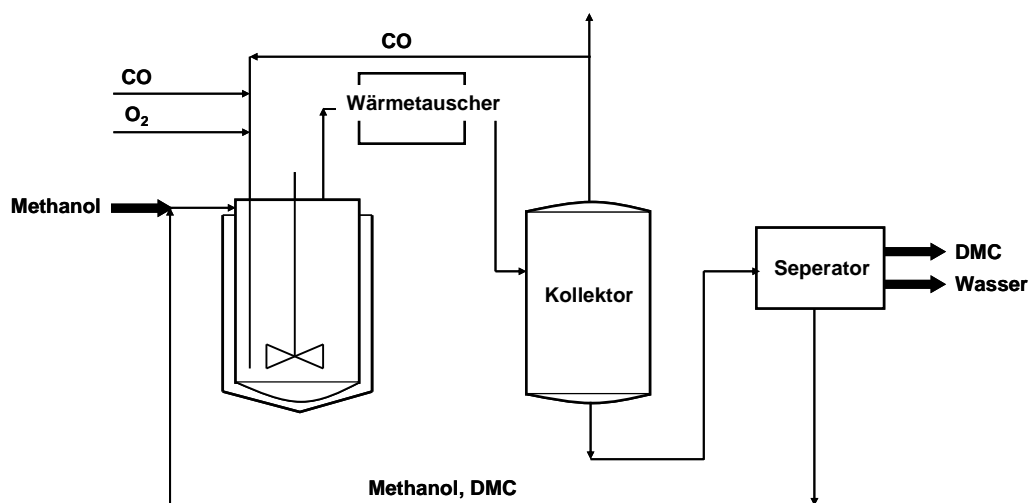 CO
CO
Wärmetauscher
O2
Methanol
DMC
Seperator
Wasser
Kollektor
Methanol, DMC